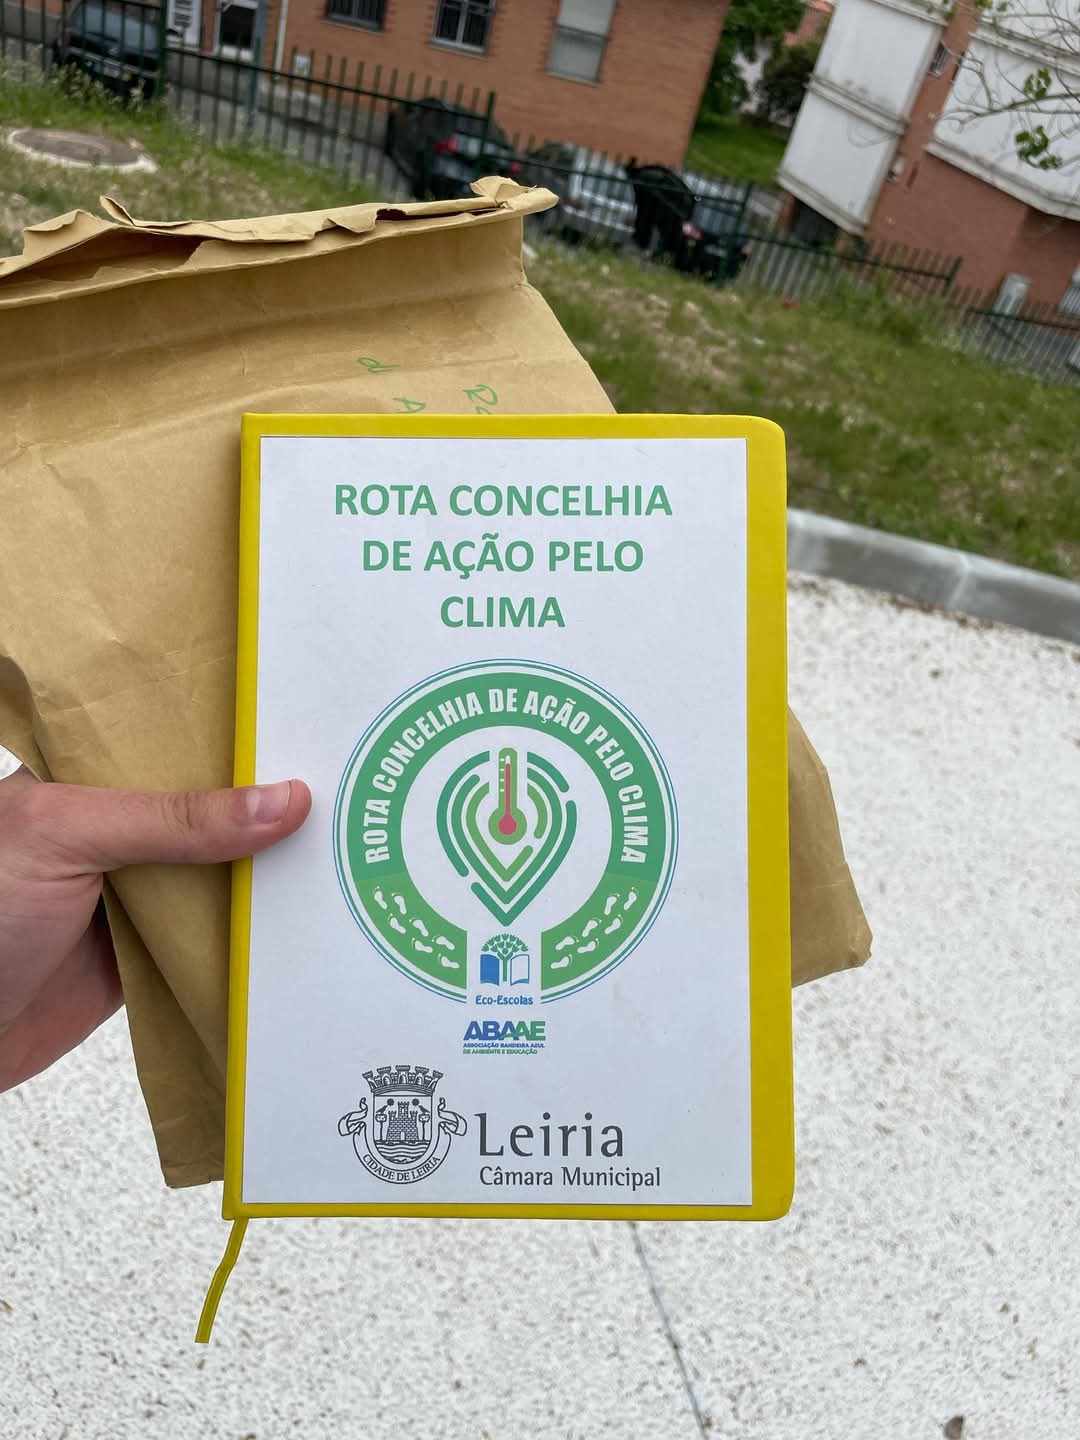 ROTA CONCELHIA
DE AÇÃO PELO
CLIMA
ROTA CONCELHIA DE AÇÃO PELO CLIMA
Eco-Escolas
ABAAE
ASSOCIAÇÃO BANDEIRA AZUL
DE AMBIENTE E EDUCAÇÃO
CIDADE DE LEIRIA
Leiria
Câmara Municipal